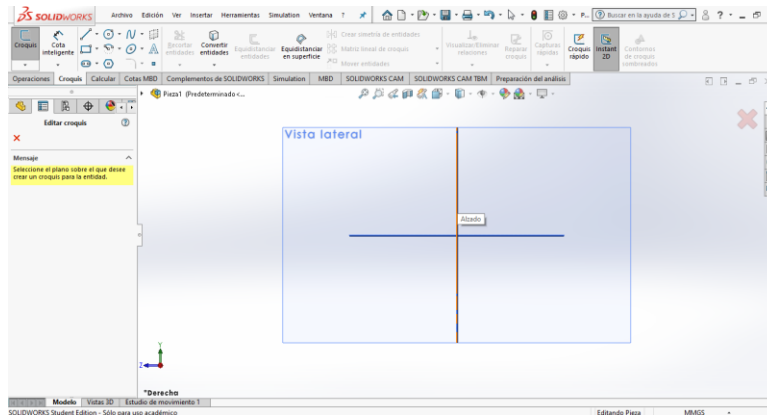 SOLIDWORKS
Archivo Edición Ver Insertar Herramientas Simulation Ventana ?
P...
Buscar en la ayuda de S
Croquis
Cota inteligente
Recortar entidades
Convertir entidades
Equidistanciar entidades
Equidistanciar en superficie
Crear simetría de entidades
Matriz lineal de croquis
Mover entidades
Visualizar/Eliminar relaciones
Reparar croquis
Capturas rápidas
Croquis rápido
Instant 2D
Contornos de croquis sombreados
Operaciones Croquis Calcular Cotas MBD Complementos de SOLIDWORKS Simulation MBD SOLIDWORKS CAM SOLIDWORKS CAM TBM Preparación del análisis
Pieza1 (Predeterminado <...
Editar croquis
Mensaje
Seleccione el plano sobre el que desee
crear un croquis para la entidad.
Vista lateral
Alzado
Y
Z
*Derecha
Modelo Vistas 3D Estudio de movimiento 1
SOLIDWORKS Student Edition - Sólo para uso académico
Editando Pieza
MMGS